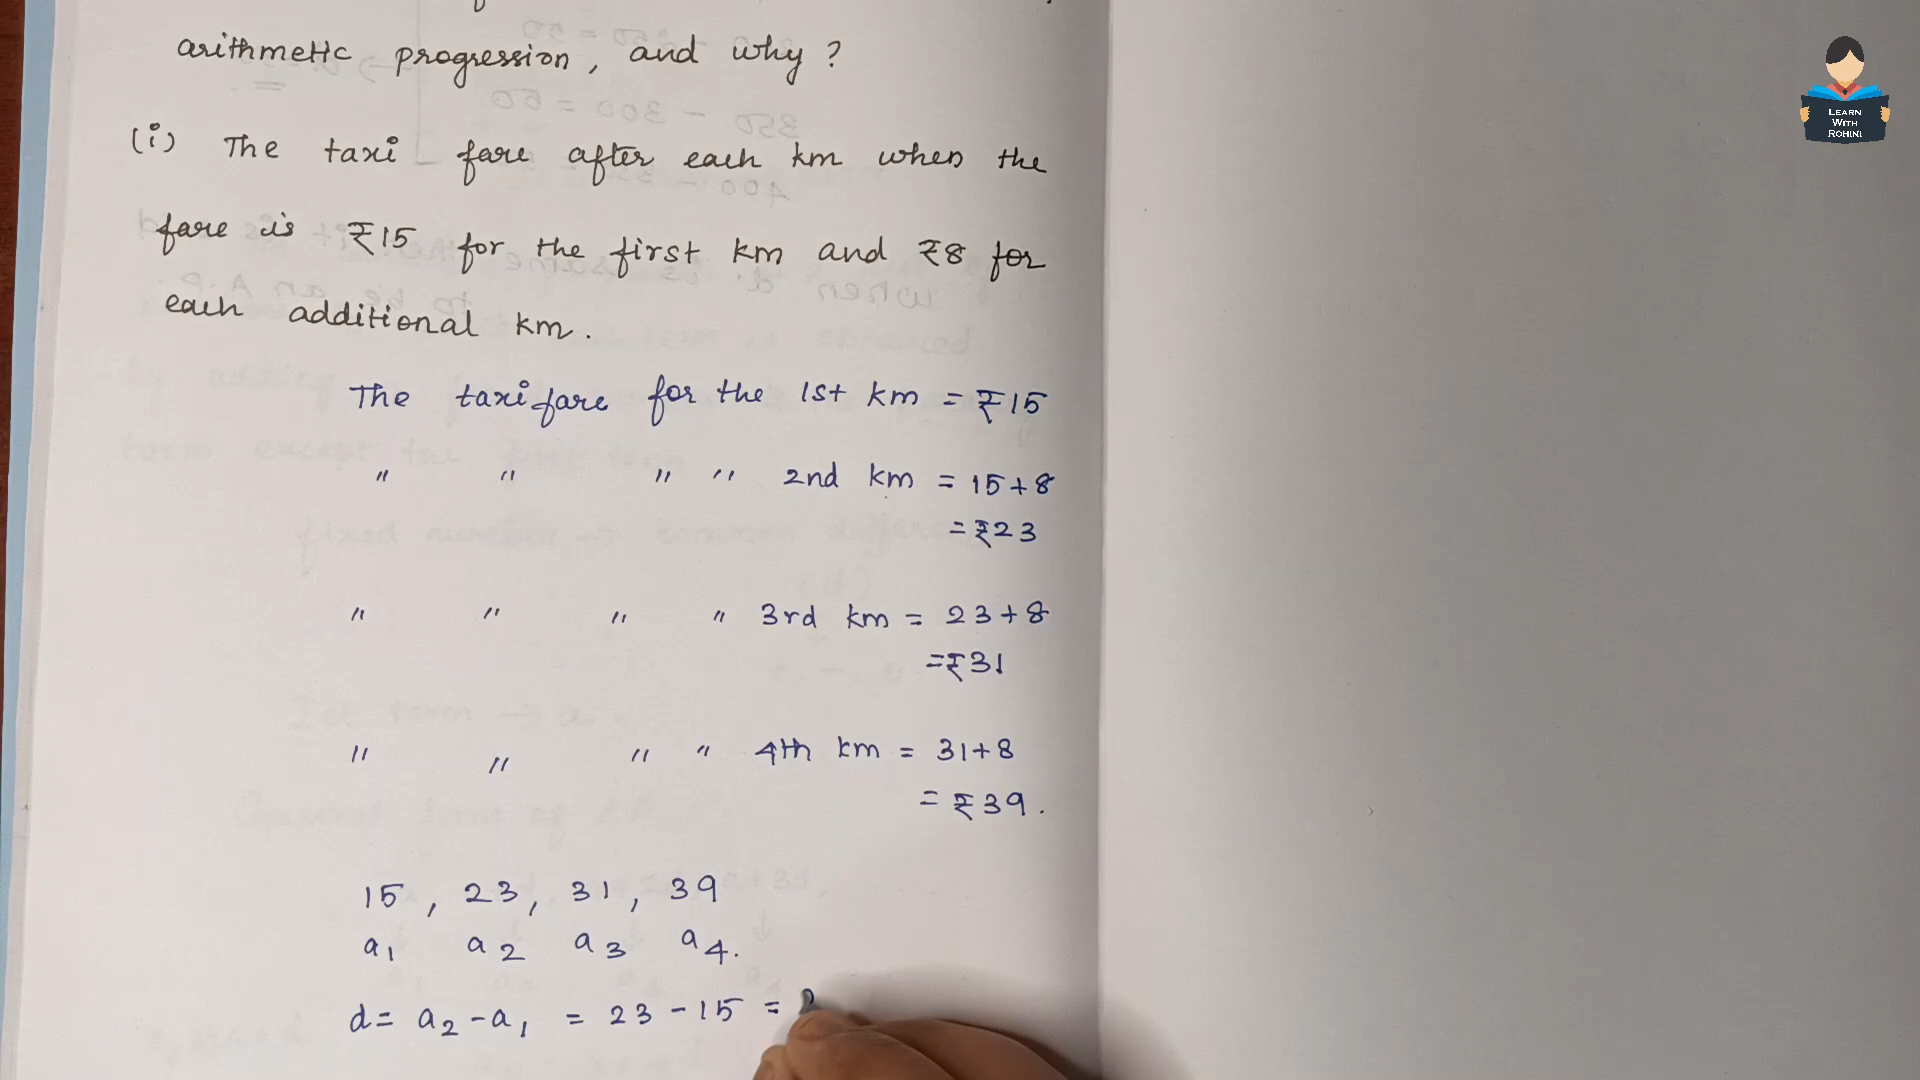 arithmetic progression, and why?
(i) The taxi fare after each km when the
fare is ₹15 for the first km and ₹8 for
each additional km.
The taxi fare for the 1st km = ₹15
" " " " 2nd km = 15+8
= ₹23
" " " " 3rd km = 23+8
= ₹31
" " " " 4th km = 31+8
= ₹39.
15, 23, 31, 39
a1 a2 a3 a4.
d = a2 - a1 = 23 - 15 =
LEARN
WITH
ROHINI